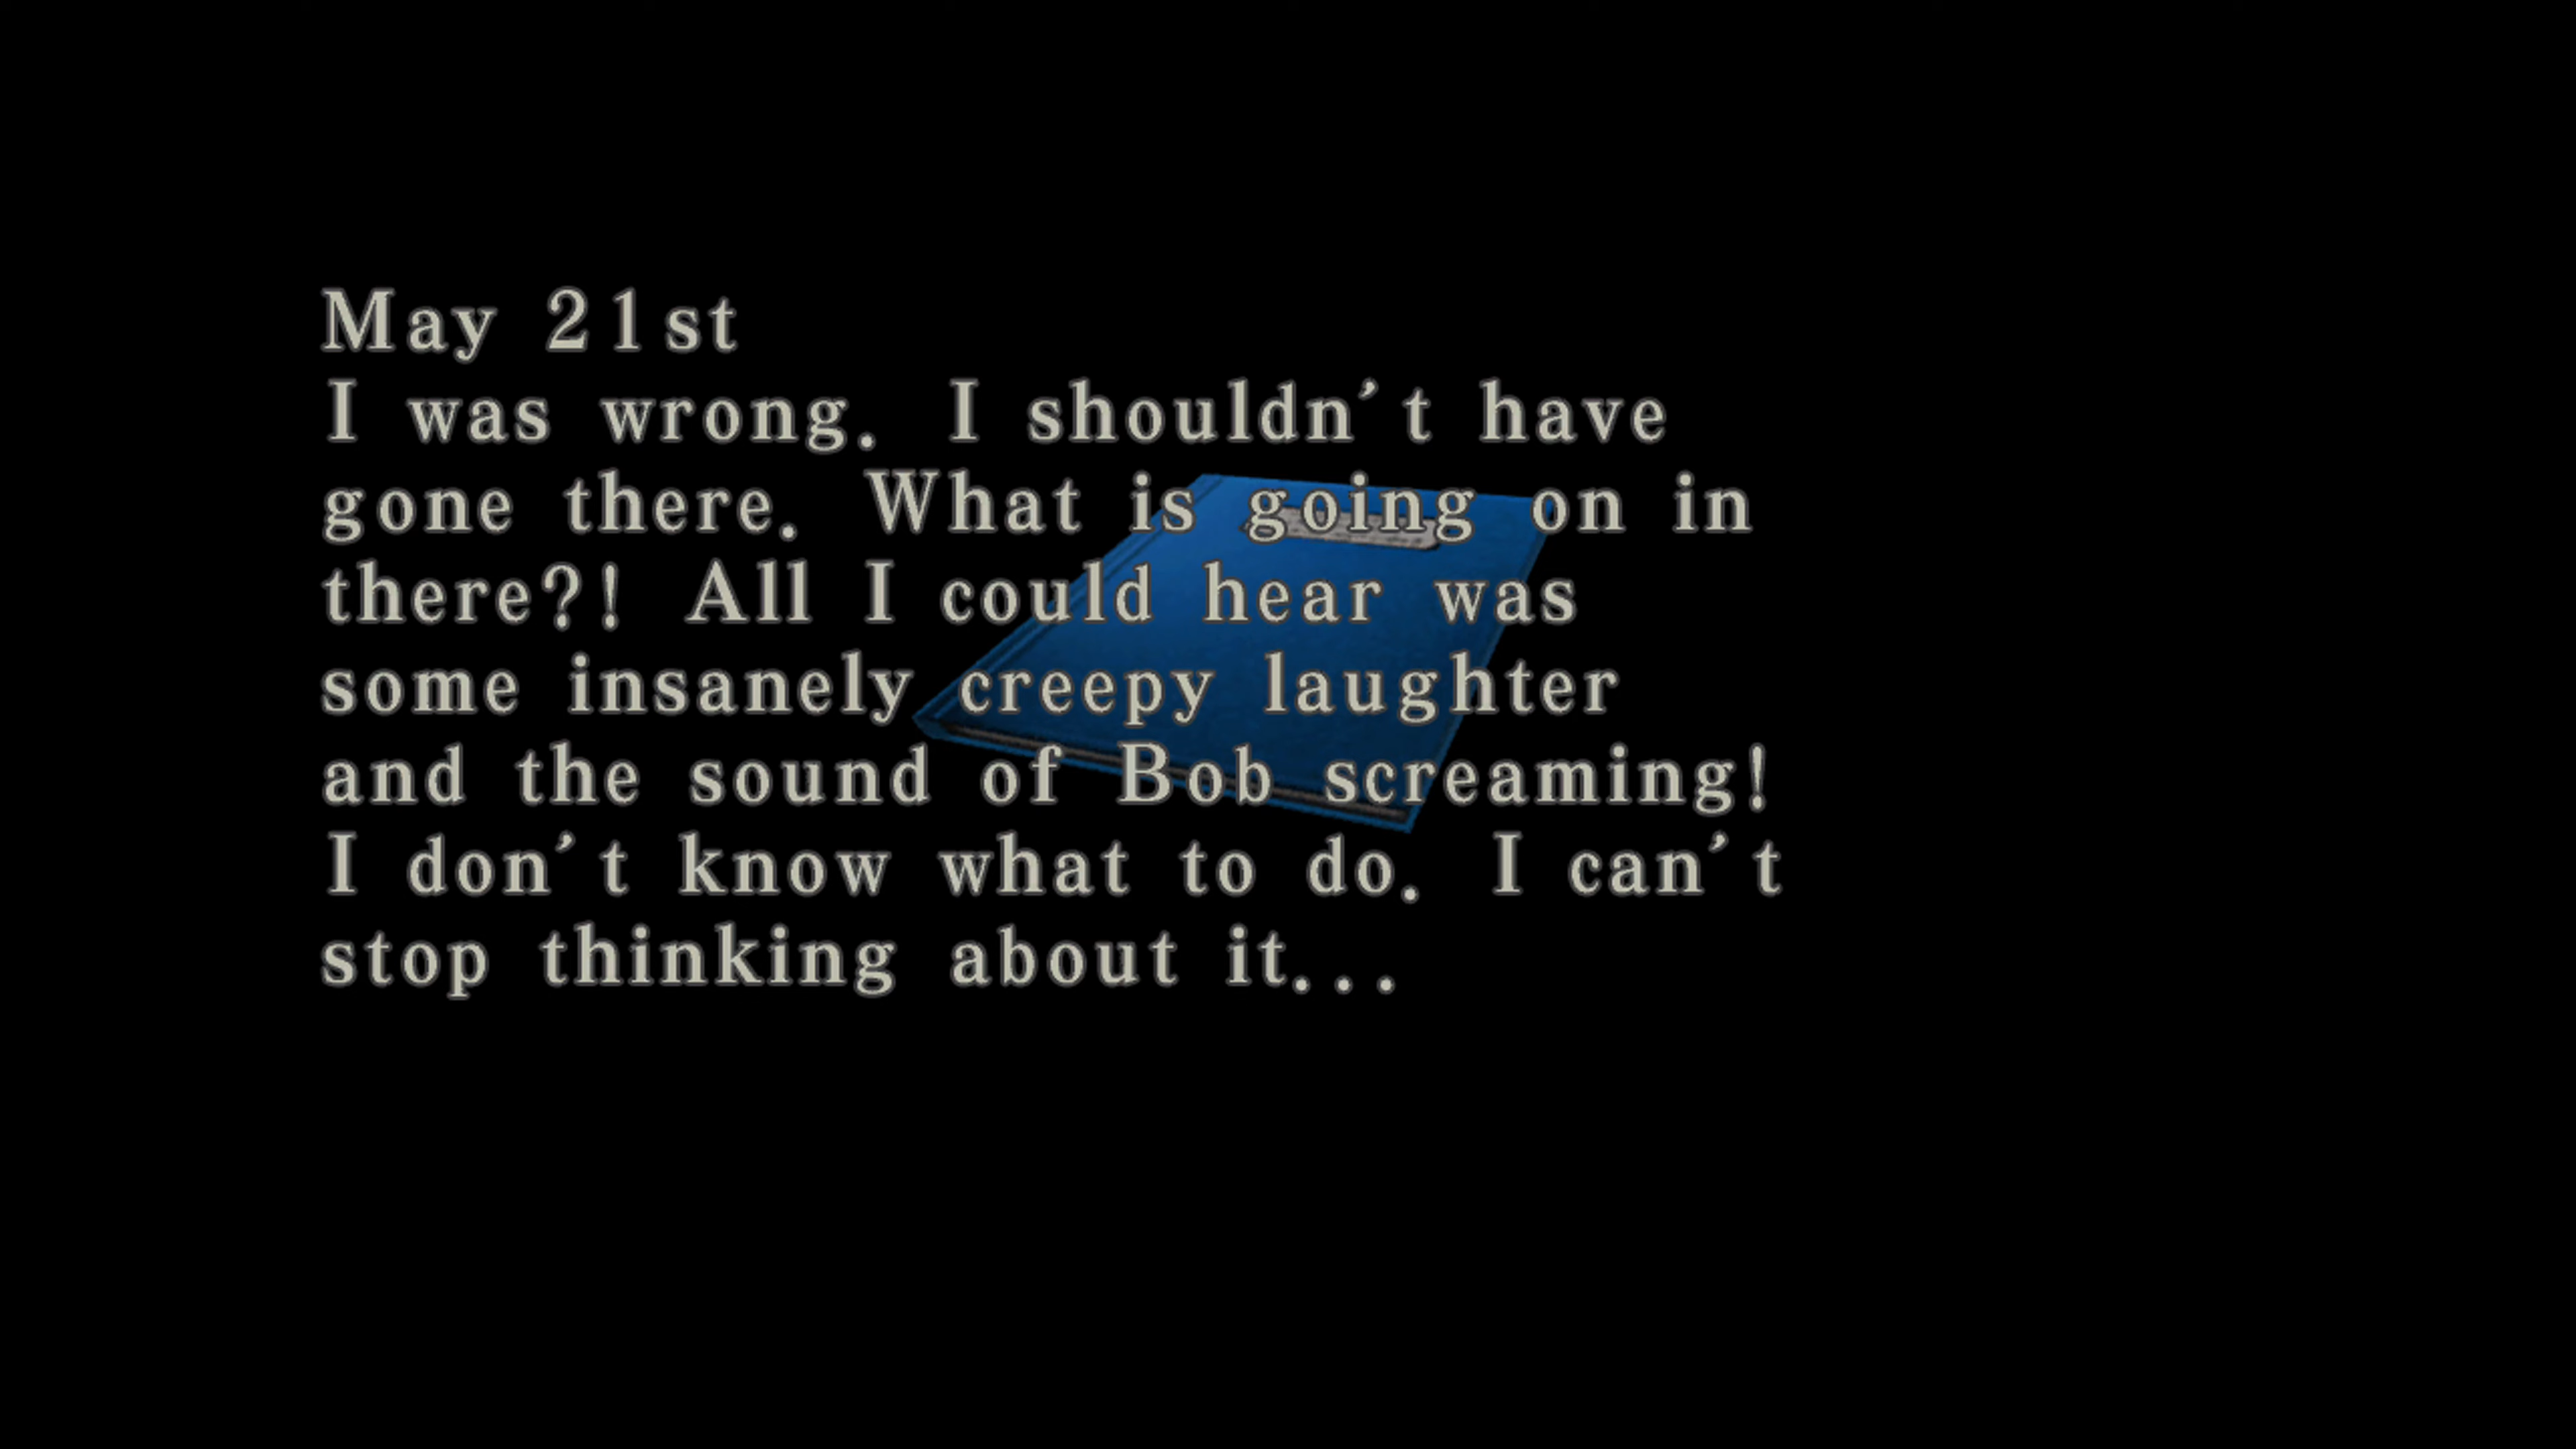 May 21st
I was wrong. I shouldn't have
gone there. What is going on in
there?! All I could hear was
some insanely creepy laughter
and the sound of Bob screaming!
I don't know what to do. I can't
stop thinking about it...